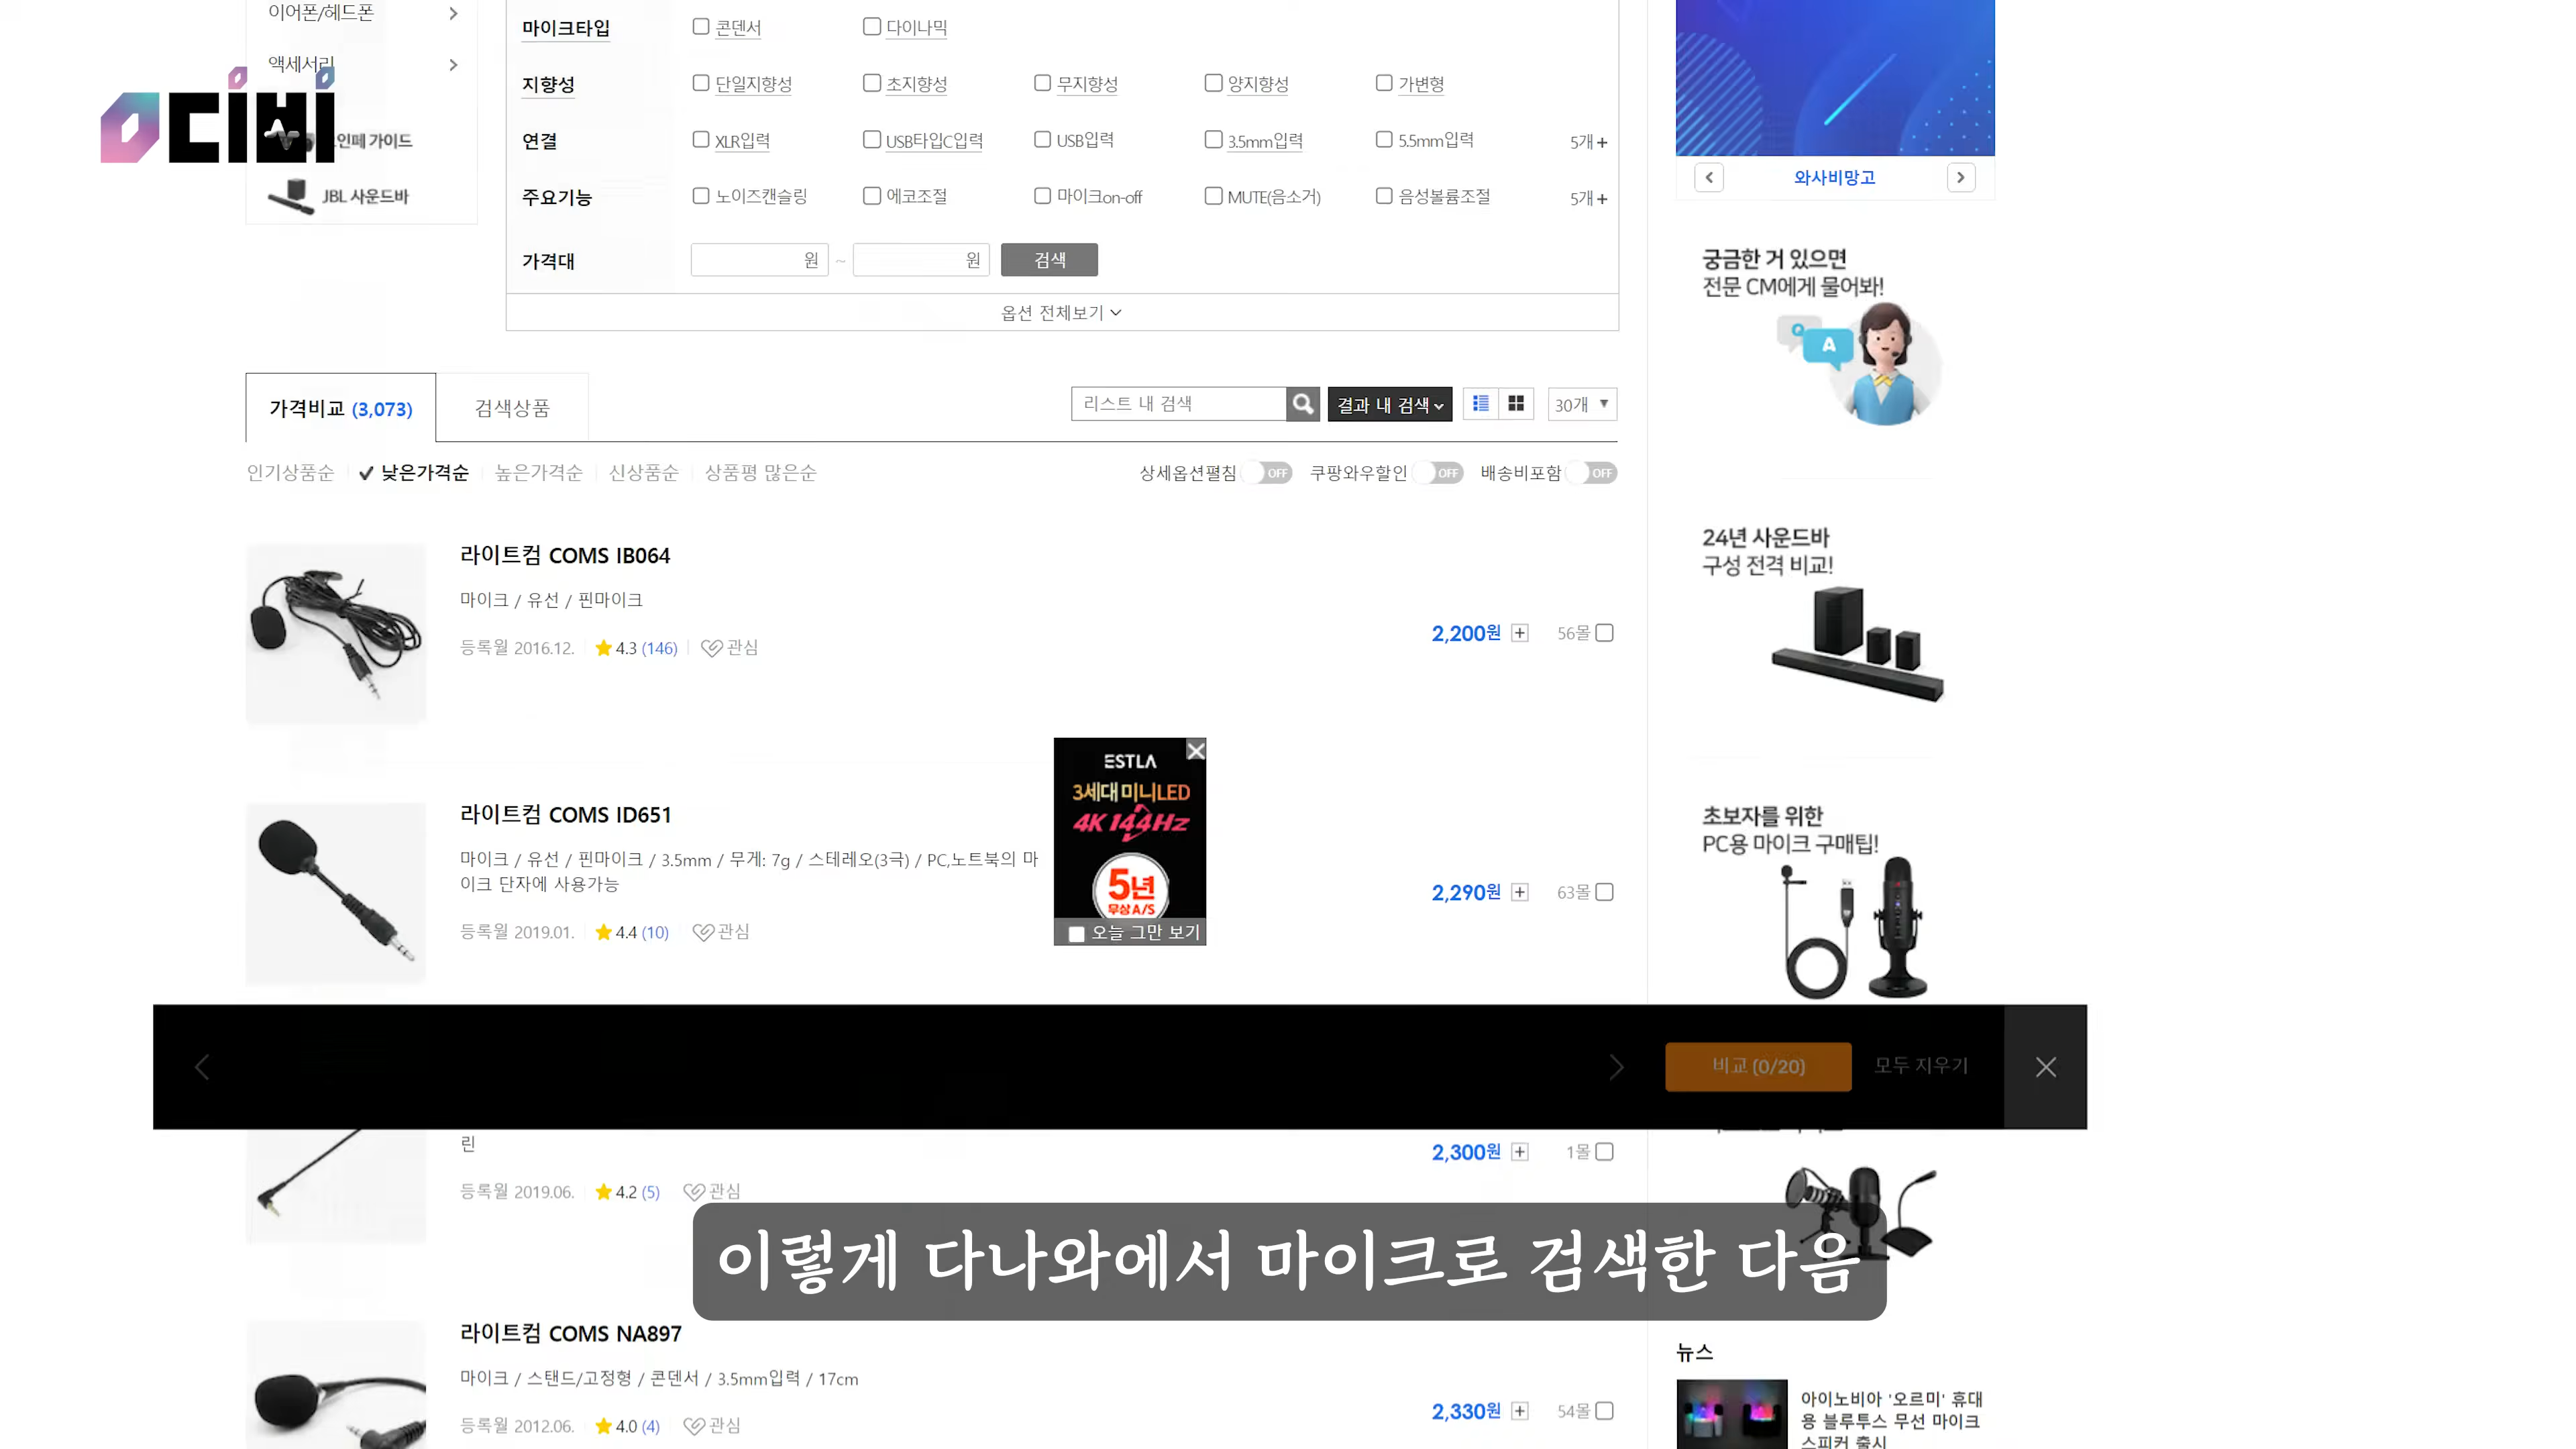 이어폰/헤드폰
액세서리
디비
인페 가이드
JBL 사운드바
마이크타입 콘덴서 다이나믹
지향성 단일지향성 초지향성 무지향성 양지향성 가변형
연결 XLR입력 USB타입C입력 USB입력 3.5mm입력 5.5mm입력 5개+
주요기능 노이즈캔슬링 에코조절 마이크on-off MUTE(음소거) 음성볼륨조절 5개+
가격대 원 ~ 원 검색
옵션 전체보기
와사비망고
궁금한 거 있으면
전문 CM에게 물어봐!
Q
A
가격비교 (3,073) 검색상품 리스트 내 검색 결과 내 검색 30개
인기상품순 낮은가격순 높은가격순 신상품순 상품평 많은순 상세옵션펼침 OFF 쿠팡와우할인 OFF 배송비포함 OFF
24년 사운드바
구성 전격 비교!
라이트컴 COMS IB064
마이크 / 유선 / 핀마이크
등록월 2016.12. 4.3 (146) 관심
2,200원 56몰
ESTLA
3세대 미니LED
4K 144Hz
5년
무상A/S
오늘 그만 보기
라이트컴 COMS ID651
마이크 / 유선 / 핀마이크 / 3.5mm / 무게: 7g / 스테레오(3극) / PC,노트북의 마
이크 단자에 사용가능
등록월 2019.01. 4.4 (10) 관심
2,290원 63몰
초보자를 위한
PC용 마이크 구매팁!
비교 (0/20) 모두 지우기
린
2,300원 1몰
등록월 2019.06. 4.2 (5) 관심
이렇게 다나와에서 마이크로 검색한 다음
라이트컴 COMS NA897
마이크 / 스탠드/고정형 / 콘덴서 / 3.5mm입력 / 17cm
등록월 2012.06. 4.0 (4) 관심
2,330원 54몰
뉴스
아이노비아 '오르미' 휴대
용 블루투스 무선 마이크
스피커 출시